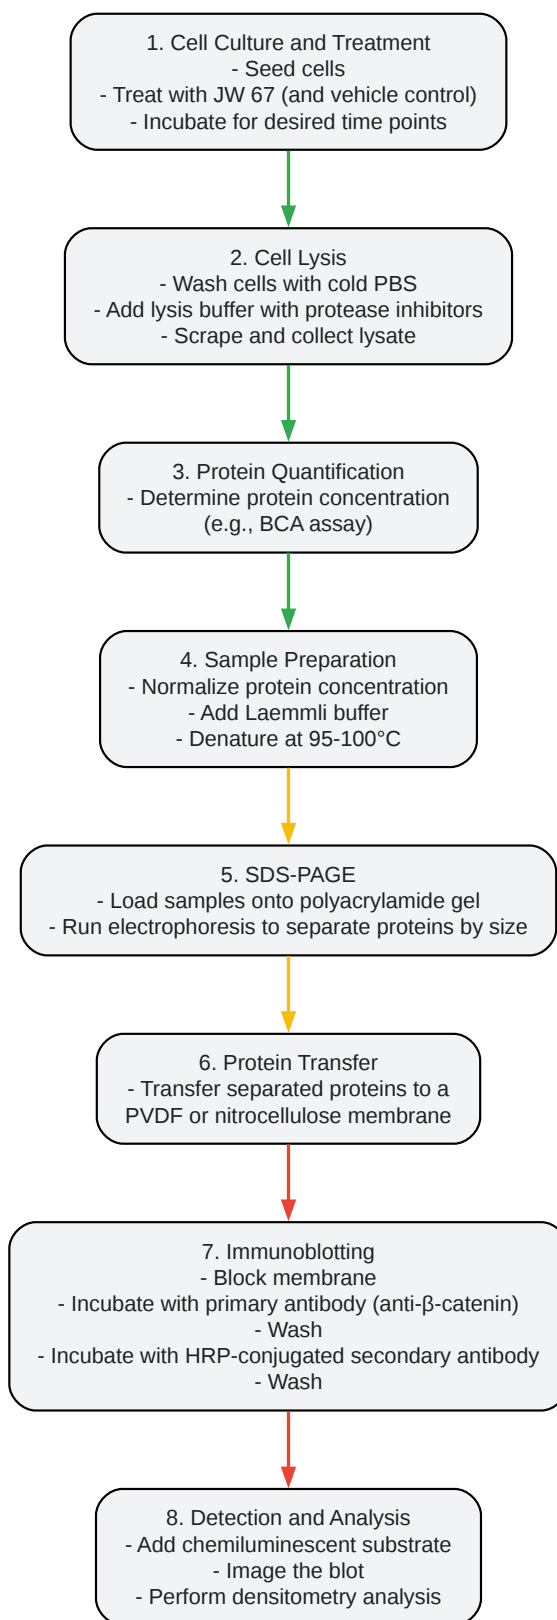 1. Cell Culture and Treatment
- Seed cells
- Treat with JW 67 (and vehicle control)
- Incubate for desired time points
2. Cell Lysis
- Wash cells with cold PBS
- Add lysis buffer with protease inhibitors
- Scrape and collect lysate
3. Protein Quantification
- Determine protein concentration
(e.g., BCA assay)
4. Sample Preparation
- Normalize protein concentration
- Add Laemmli buffer
- Denature at 95-100°C
5. SDS-PAGE
- Load samples onto polyacrylamide gel
- Run electrophoresis to separate proteins by size
6. Protein Transfer
- Transfer separated proteins to a
PVDF or nitrocellulose membrane
7. Immunoblotting
- Block membrane
- Incubate with primary antibody (anti-β-catenin)
- Wash
- Incubate with HRP-conjugated secondary antibody
- Wash
8. Detection and Analysis
- Add chemiluminescent substrate
- Image the blot
- Perform densitometry analysis